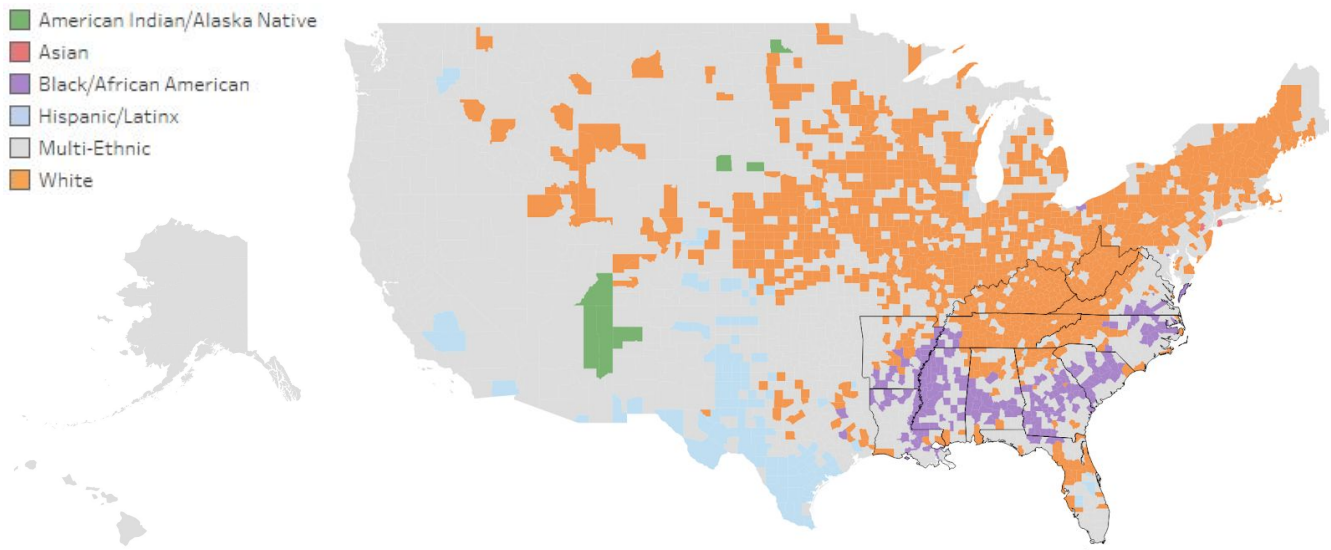 American Indian/Alaska Native
Asian
Black/African American
Hispanic/Latinx
Multi-Ethnic
White